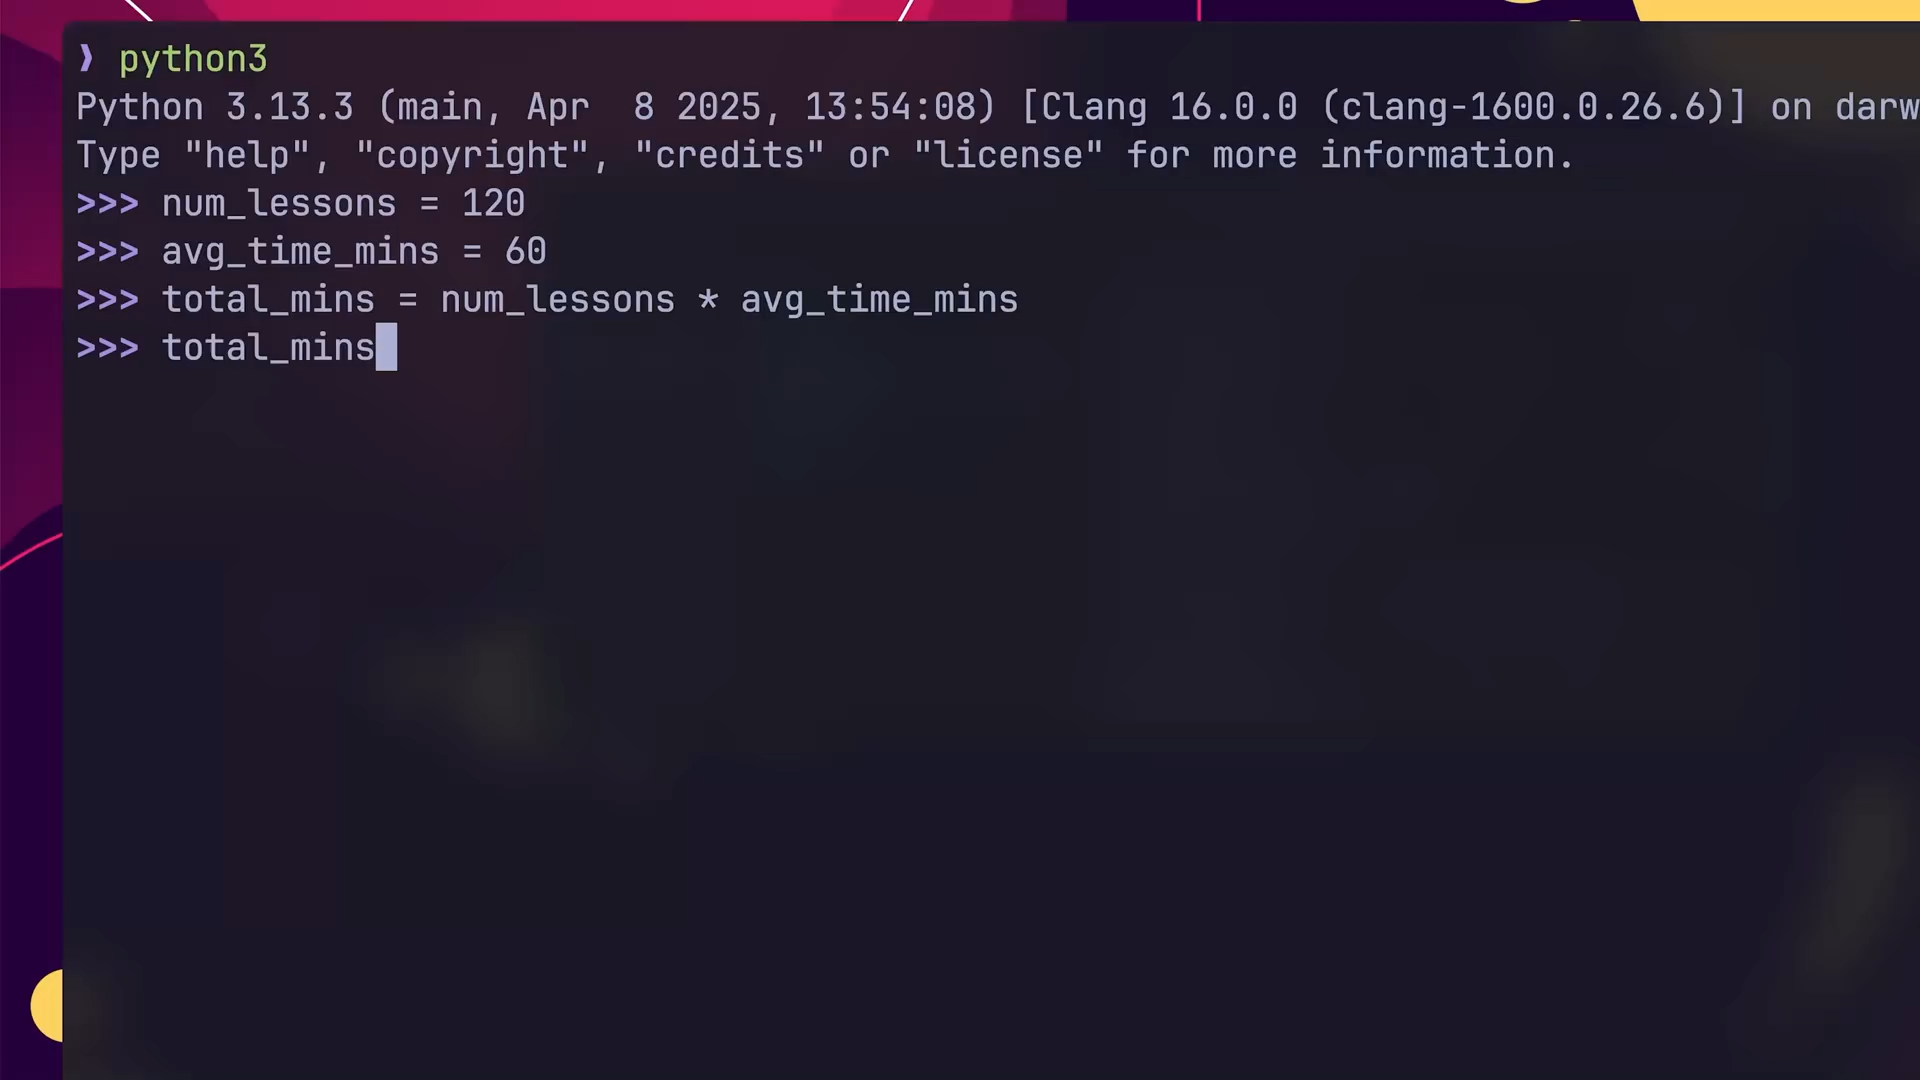 ❯ python3
Python 3.13.3 (main, Apr  8 2025, 13:54:08) [Clang 16.0.0 (clang-1600.0.26.6)] on darw
Type "help", "copyright", "credits" or "license" for more information.
>>> num_lessons = 120
>>> avg_time_mins = 60
>>> total_mins = num_lessons * avg_time_mins
>>> total_mins